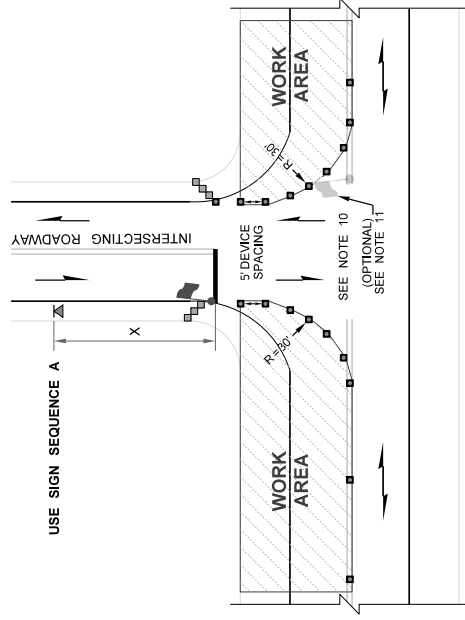 USE SIGN SEQUENCE A
X
INTERSECTING ROADWAY
WORK
AREA
R=30'
5' DEVICE
SPACING
R=30'
WORK
AREA
SEE NOTE 10
(OPTIONAL)
SEE NOTE 11